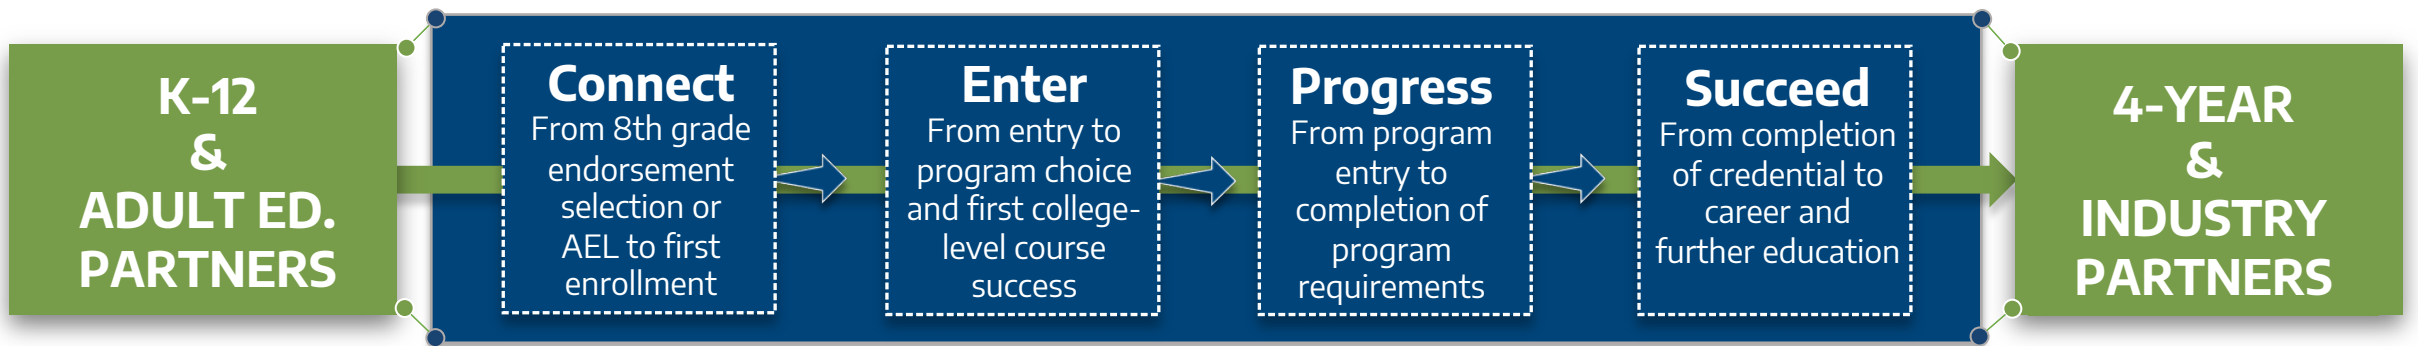 K-12
&
ADULT ED.
PARTNERS
Connect
From 8th grade
endorsement
selection or
AEL to first
enrollment
Enter
From entry to
program choice
and first college-
level course
success
Progress
From program
entry to
completion of
program
requirements
Succeed
From completion
of credential to
career and
further education
4-YEAR
&
INDUSTRY
PARTNERS